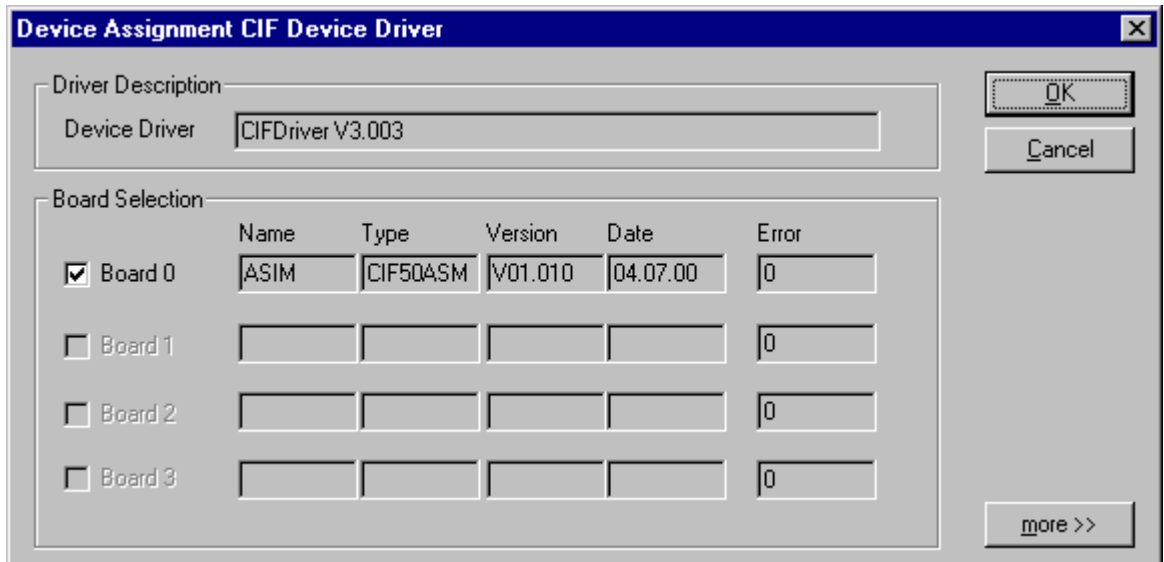 Device Assignment CIF Device Driver
Driver Description
OK
Device Driver CIFDriver V3.003
Cancel
Board Selection
Name Type Version Date Error
Board 0 ASIM CIF50ASM V01.010 04.07.00 0
Board 1 0
Board 2 0
Board 3 0
more >>